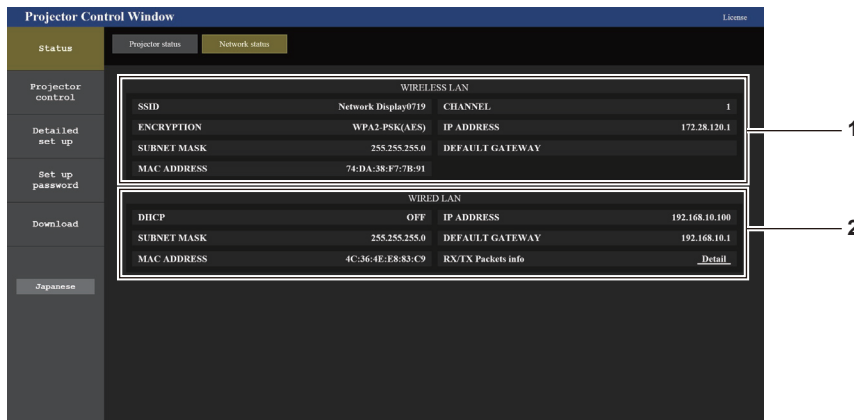 Projector Control Window License
Status
Projector status Network status
Projector
control
Detailed
set up
Set up
password
Download
Japanese
WIRELESS LAN
SSID Network Display0719 CHANNEL 1
ENCRYPTION WPA2-PSK(AES) IP ADDRESS 172.28.120.1
SUBNET MASK 255.255.255.0 DEFAULT GATEWAY
MAC ADDRESS 74:DA:38:F7:7B:91
1
WIRED LAN
DHCP OFF IP ADDRESS 192.168.10.100
SUBNET MASK 255.255.255.0 DEFAULT GATEWAY 192.168.10.1
MAC ADDRESS 4C:36:4E:E8:83:C9 RX/TX Packets info Detail
2